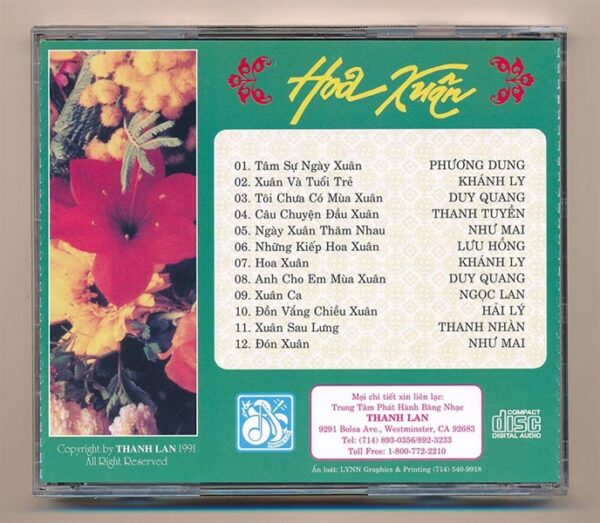 Hoa Xuân
01. Tâm Sự Ngày Xuân PHƯƠNG DUNG
02. Xuân Và Tuổi Trẻ KHÁNH LY
03. Tôi Chưa Có Mùa Xuân DUY QUANG
04. Câu Chuyện Đầu Xuân THANH TUYỀN
05. Ngày Xuân Thăm Nhau NHƯ MAI
06. Những Kiếp Hoa Xuân LƯU HỒNG
07. Hoa Xuân KHÁNH LY
08. Anh Cho Em Mùa Xuân DUY QUANG
09. Xuân Ca NGỌC LAN
10. Đồn Vắng Chiều Xuân HẢI LÝ
11. Xuân Sau Lưng THANH NHÀN
12. Đón Xuân NHƯ MAI
Mọi chi tiết xin liên lạc:
Trung Tâm Phát Hành Băng Nhạc
THANH LAN
9291 Bolsa Ave., Westminster, CA 92683
Tel: (714) 893-0356/892-3233
Toll Free: 1-800-772-2210
COMPACT
disc
DIGITAL AUDIO
Copyright by THANH LAN 1991
All Right Reserved
Ấn loát: LYNN Graphics & Printing (714) 549-9918